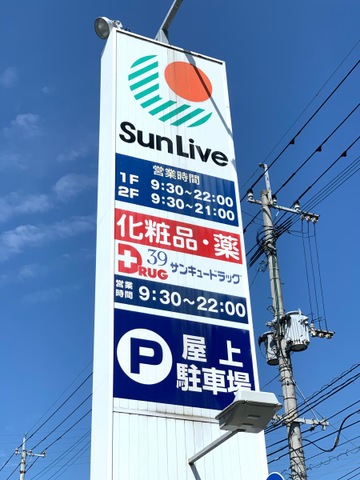 SunLive
営業時間
1F 9:30~22:00
2F 9:30~21:00
化粧品・薬
39
DRUG サンキュードラッグ
営業時間 9:30~22:00
P 屋上駐車場